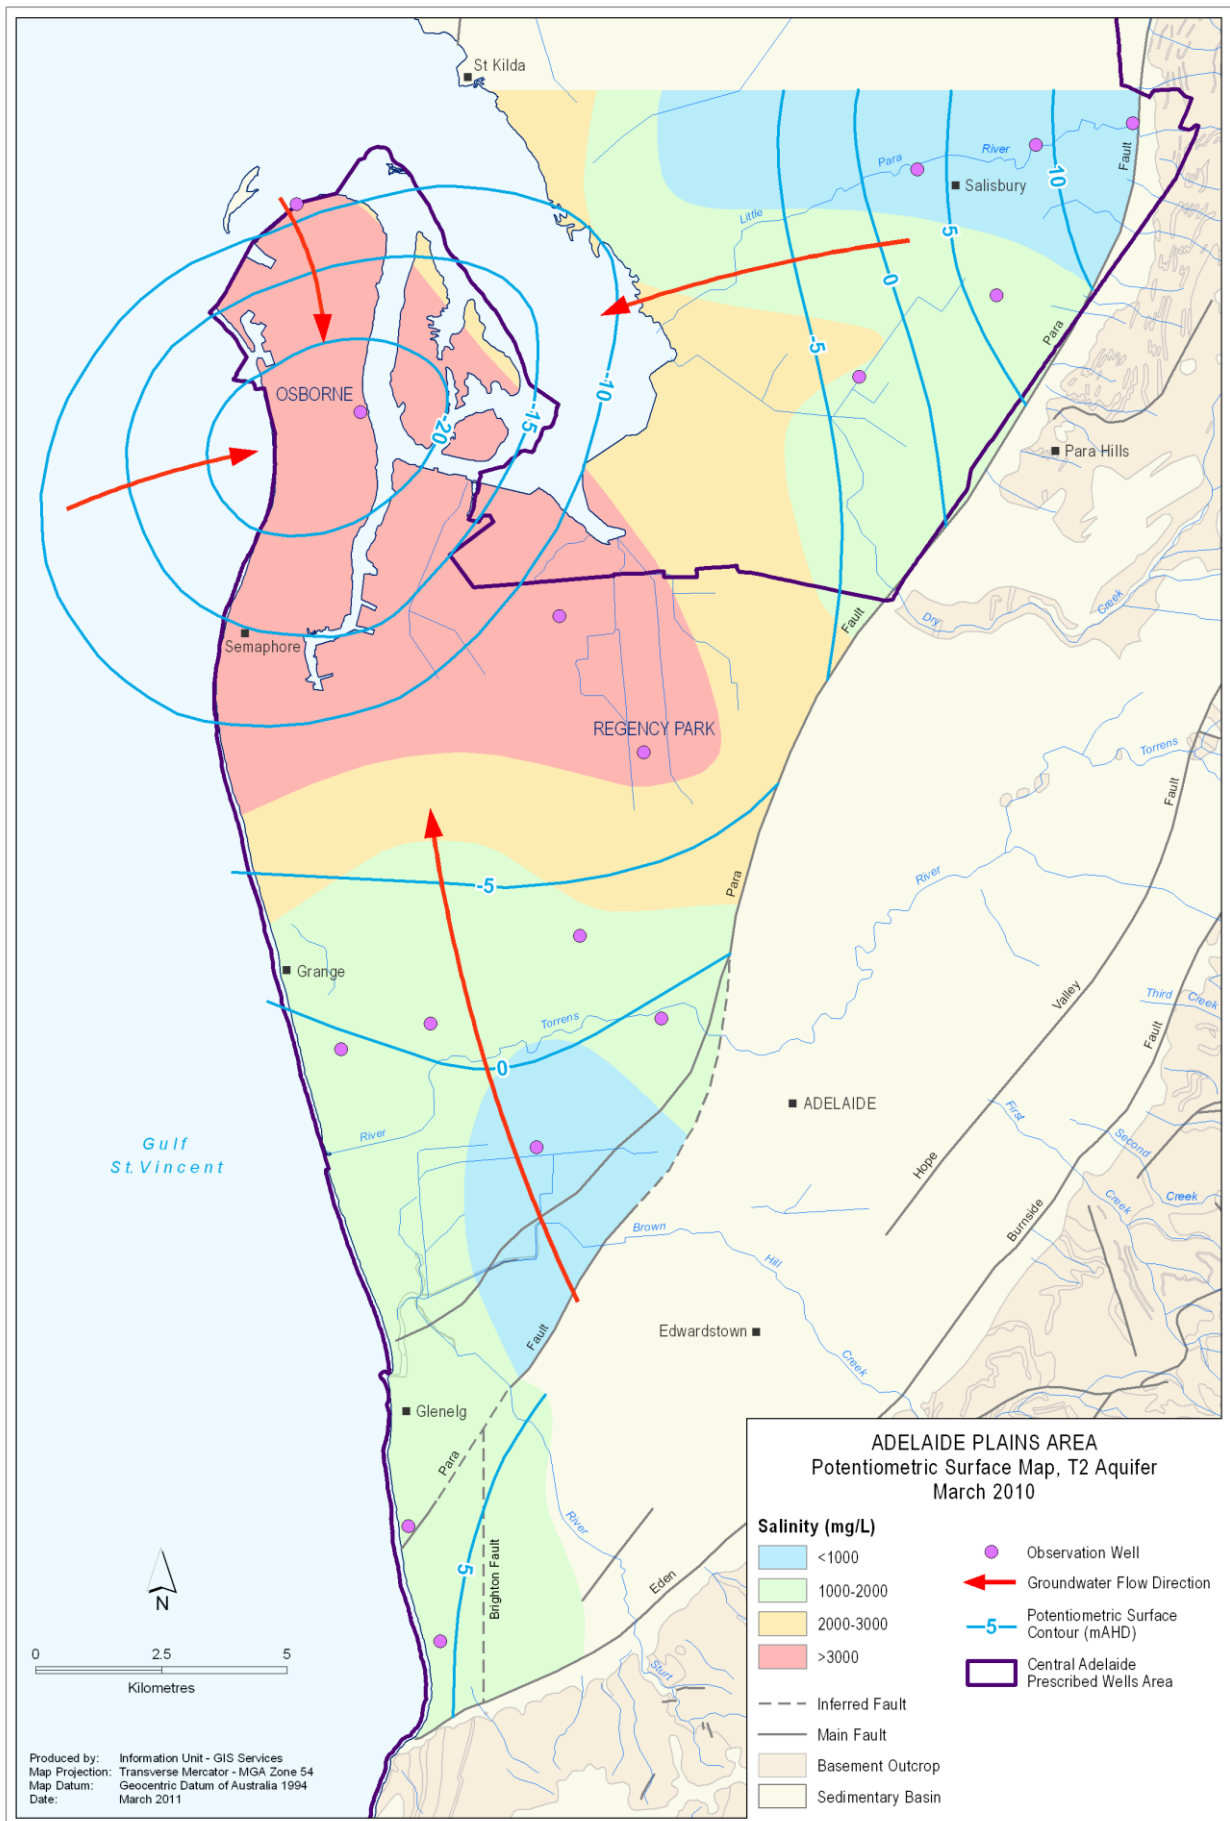 St Kilda
Para
River
Salisbury
Fault
10
Little
5
0
Para
-5
-10
OSBORNE
-15
-20
Para Hills
Fault
Dry
Creek
Semaphore
REGENCY PARK
Torrens
Fault
-5
Para
River
Grange
Valley
Third Creek
Torrens
Fault
0
ADELAIDE
First
Gulf
St.Vincent
River
Second
Hope
Creek
Creek
Burnside
Brown
Hill
Fault
Edwardstown
Creek
Glenelg
Para
River
5
Brighton Fault
Eden
Sturt
N
0 2.5 5
Kilometres
Produced by: Information Unit - GIS Services
Map Projection: Transverse Mercator - MGA Zone 54
Map Datum: Geocentric Datum of Australia 1994
Date: March 2011
ADELAIDE PLAINS AREA
Potentiometric Surface Map, T2 Aquifer
March 2010
Salinity (mg/L)
<1000
1000-2000
2000-3000
>3000
Inferred Fault
Main Fault
Basement Outcrop
Sedimentary Basin
Observation Well
Groundwater Flow Direction
-5
Potentiometric Surface
Contour (mAHD)
Central Adelaide
Prescribed Wells Area